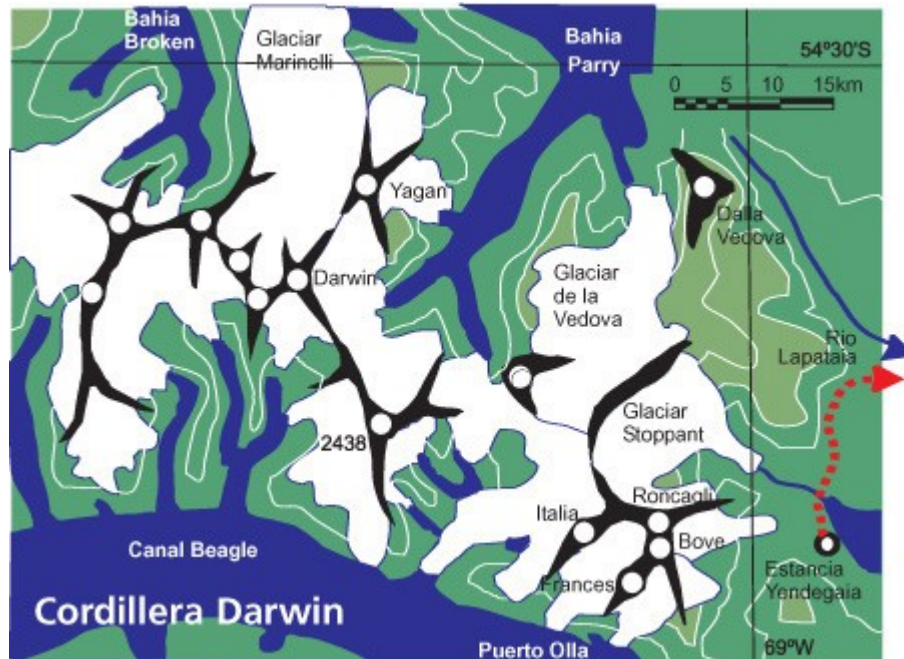 Bahia
Broken
Glaciar
Marinelli
Bahia
Parry
54º30'S
0 5 10 15km
Yagan
Dalla
Vedova
Darwin
Glaciar
de la
Vedova
Rio
Lapataia
Glaciar
Stoppant
2438
Roncagli
Italia
Bove
Canal Beagle
Frances
Estancia
Yendegaia
Cordillera Darwin
Puerto Olla
69ºW